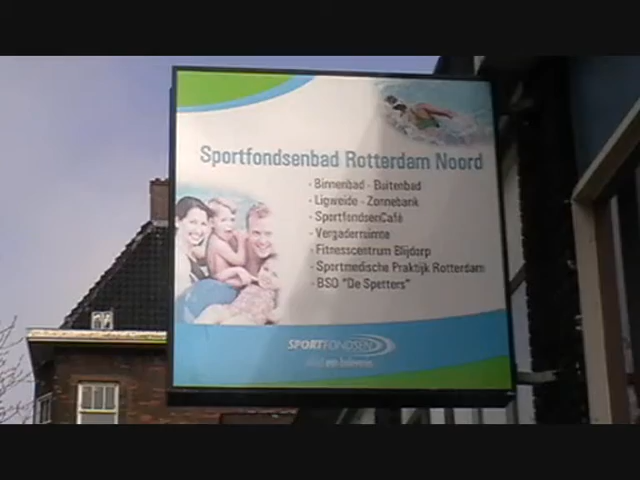 Sportfondsenbad Rotterdam Noord
- Binnenbad - Buitenbad
- Ligweide - Zonnebank
- SportfondsenCafé
- Vergaderruimte
- Fitnesscentrum Blijdorp
- Sportmedische Praktijk Rotterdam
- BSO "De Spetters"
SPORTFONDSEN